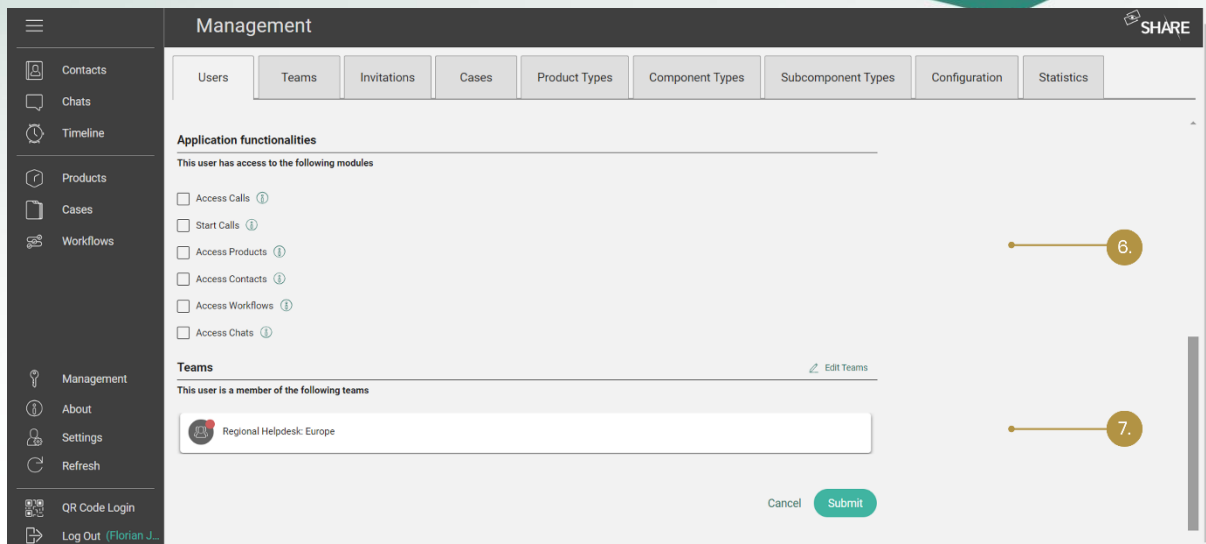 Management
SHARE
Contacts
Chats
Timeline
Products
Cases
Workflows
Management
About
Settings
Refresh
QR Code Login
Log Out (Florian J...
Users
Teams
Invitations
Cases
Product Types
Component Types
Subcomponent Types
Configuration
Statistics
Application functionalities
This user has access to the following modules
Access Calls
Start Calls
Access Products
Access Contacts
Access Workflows
Access Chats
6.
Teams
Edit Teams
This user is a member of the following teams
Regional Helpdesk: Europe
7.
Cancel
Submit